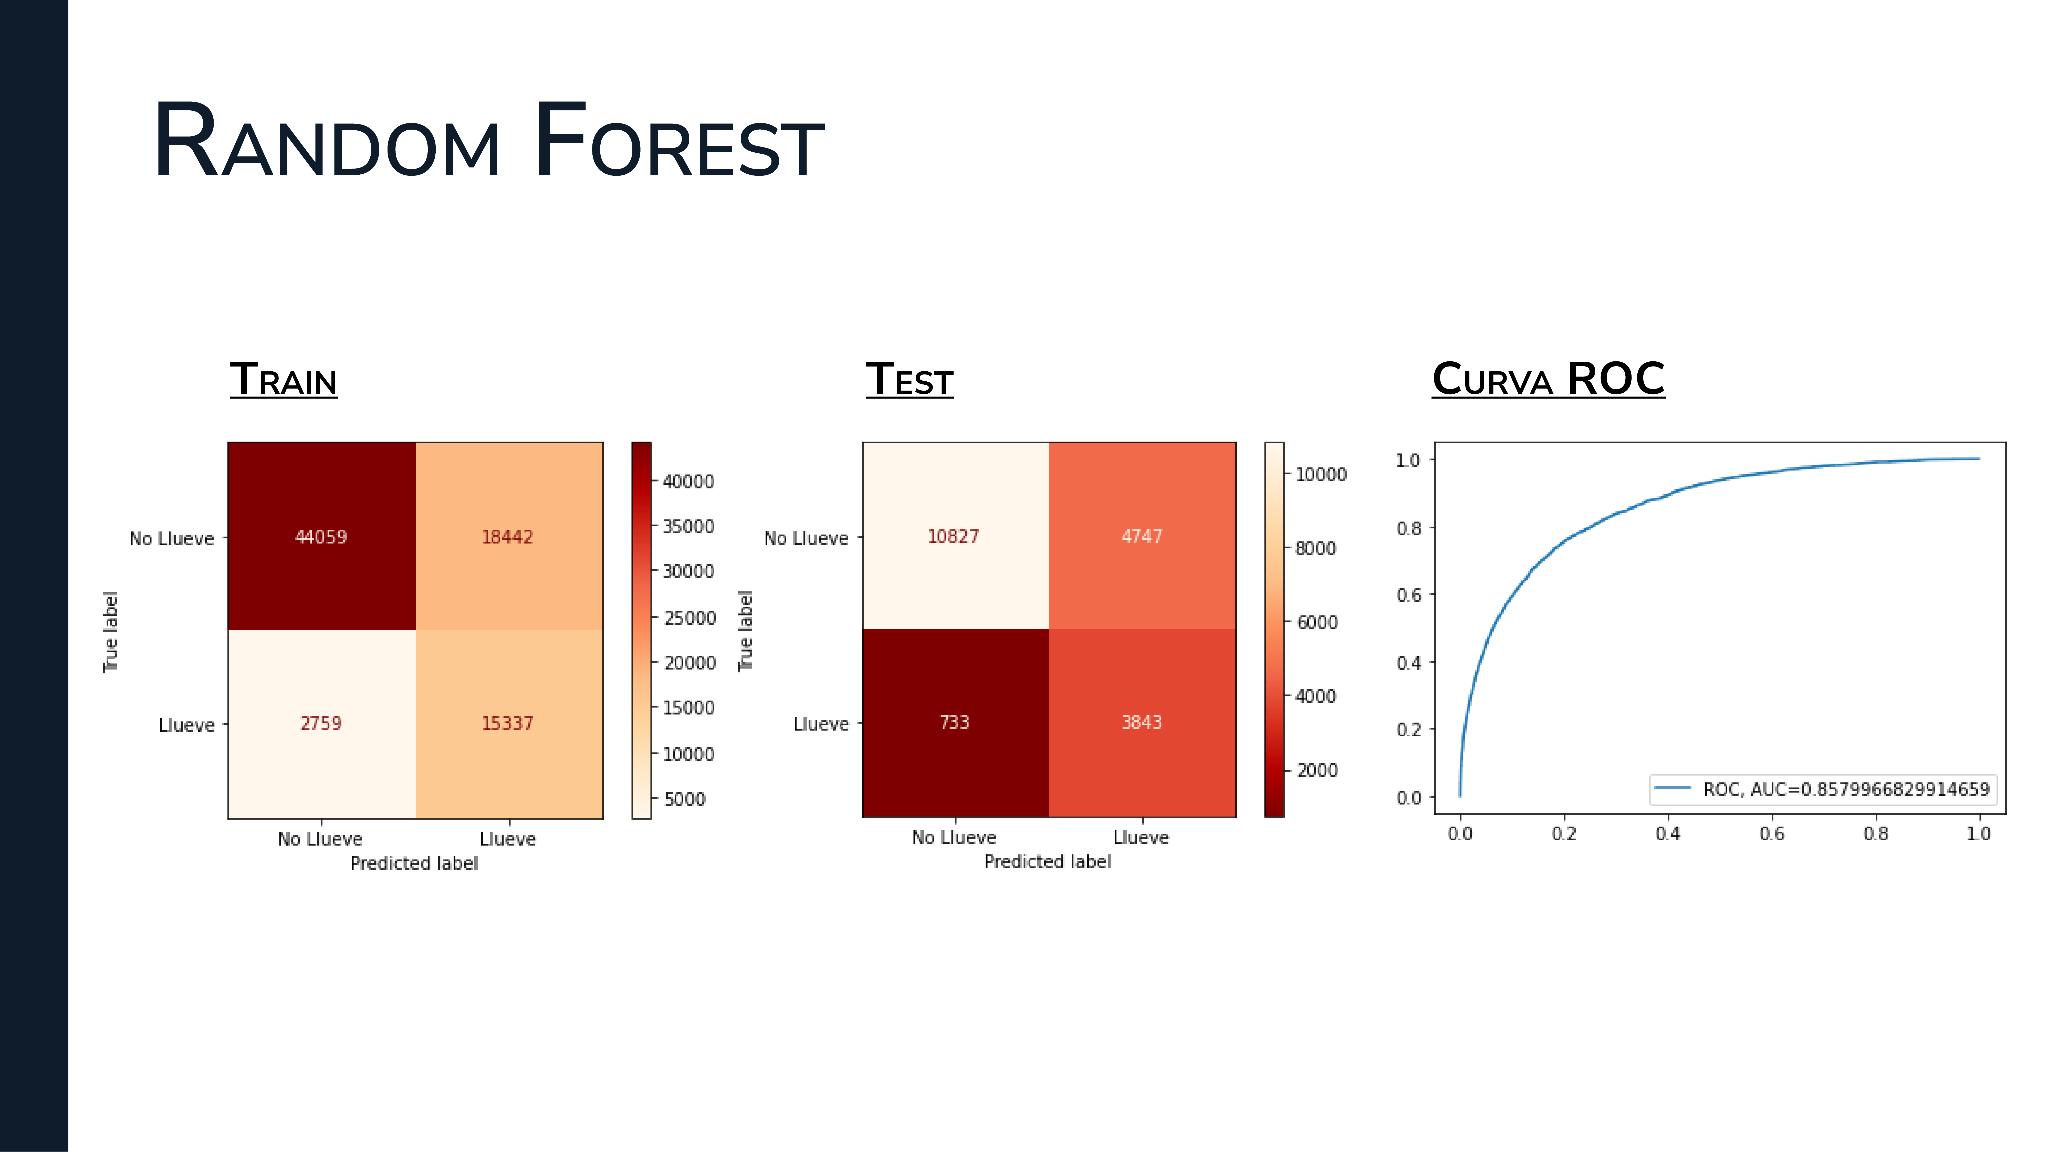 RANDOM FOREST
TRAIN
True label
No Llueve
Llueve
44059 18442
2759 15337
No Llueve Llueve
Predicted label
40000
35000
30000
25000
20000
15000
10000
5000
TEST
True label
No Llueve
Llueve
10827 4747
733 3843
No Llueve Llueve
Predicted label
10000
8000
6000
4000
2000
CURVA ROC
1.0
0.8
0.6
0.4
0.2
0.0
ROC, AUC=0.8579966829914659
0.0 0.2 0.4 0.6 0.8 1.0